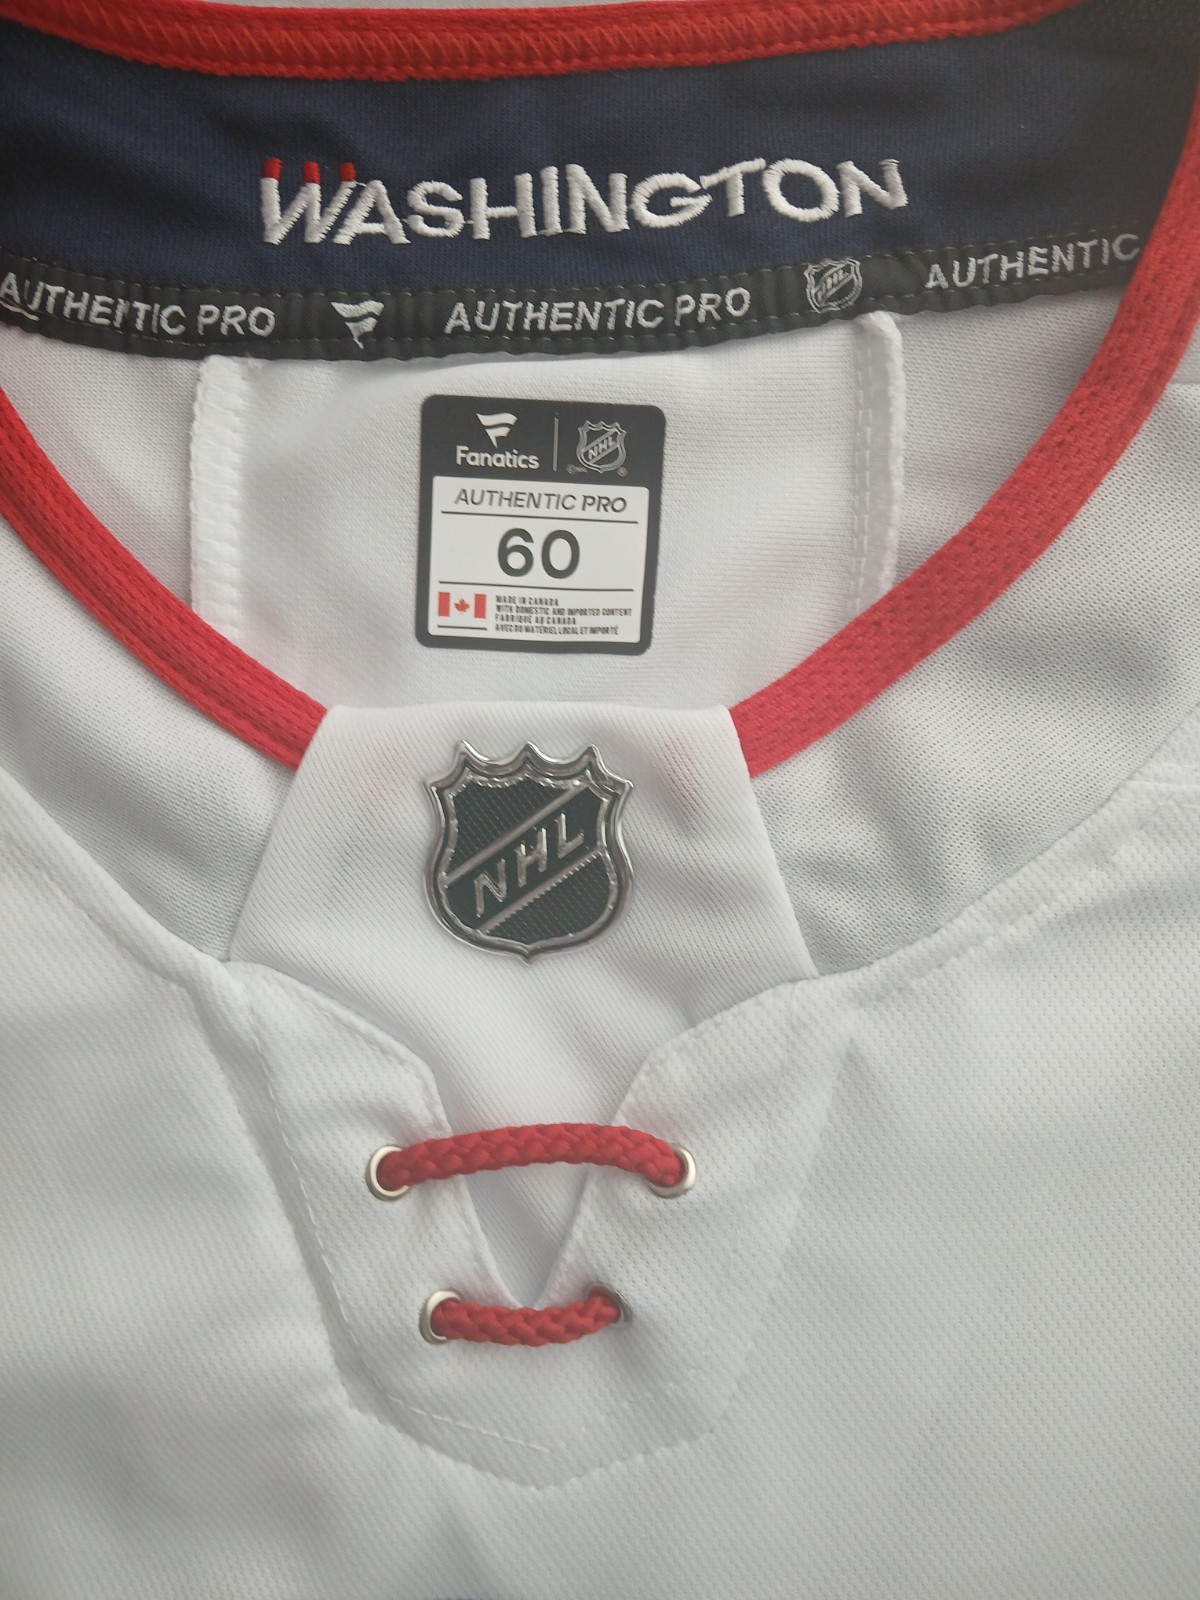 WASHINGTON
AUTHENTIC PRO AUTHENTIC PRO NHL AUTHENTIC
Fanatics NHL
AUTHENTIC PRO
60
MADE IN CANADA
WITH DOMESTIC AND IMPORTED CONTENT
FABRIQUÉ AU CANADA
AVEC DU MATÉRIEL LOCAL ET IMPORTÉ
NHL